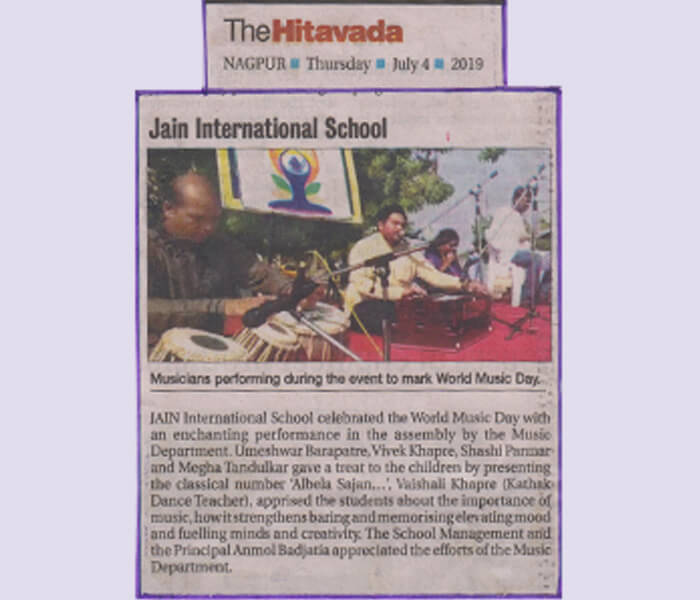 TheHitavada
NAGPUR ■ Thursday ■ July 4 ■ 2019
Jain International School
Musicians performing during the event to mark World Music Day.
JAIN International School celebrated the World Music Day with
an enchanting performance in the assembly by the Music
Department. Umeshwar Barapatre, Vivek Khapre, Shashi Parmar
and Megha Tandulkar gave a treat to the children by presenting
the classical number ‘Albela Sajan...’. Vaishali Khapre (Kathak
Dance Teacher), apprised the students about the importance of
music, how it strengthens baring and memorising elevating mood
and fuelling minds and creativity. The School Management and
the Principal Anmol Badjatia appreciated the efforts of the Music
Department.